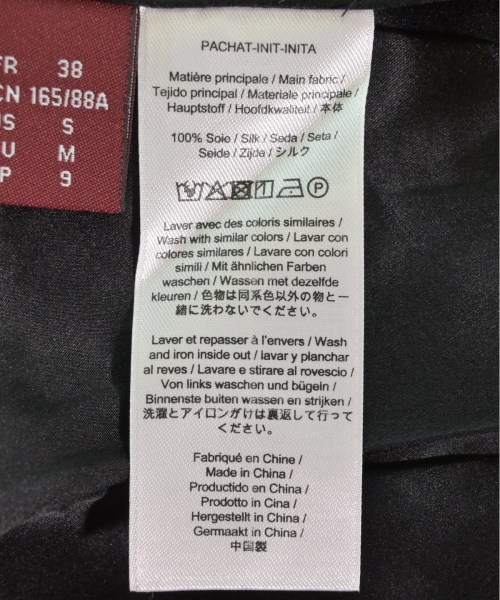 FR 38
CN 165/88A
US S
U M
P 9
PACHAT-INIT-INITA
Matière principale / Main fabric /
Tejido principal / Materiale principale /
Hauptstoff / Hoofdkwaliteit / 本体
100% Soie / Silk / Seda / Seta /
Seide / Zijde / シルク
P
Laver avec des coloris similaires /
Wash with similar colors / Lavar con
colores similares / Lavare con colori
simili / Mit ähnlichen Farben
waschen / Wassen met dezelfde
kleuren / 色物は同系色以外の物と一
緒に洗わないでください。
Laver et repasser à l'envers / Wash
and iron inside out / lavar y planchar
al reves / Lavare e stirare al rovescio /
Von links waschen und bügeln /
Binnenste buiten wassen en strijken /
洗濯とアイロンがけは裏返して行って
ください。
Fabriqué en Chine /
Made in China /
Producido en China /
Prodotto in Cina /
Hergestellt in China /
Germaakt in China /
中国製